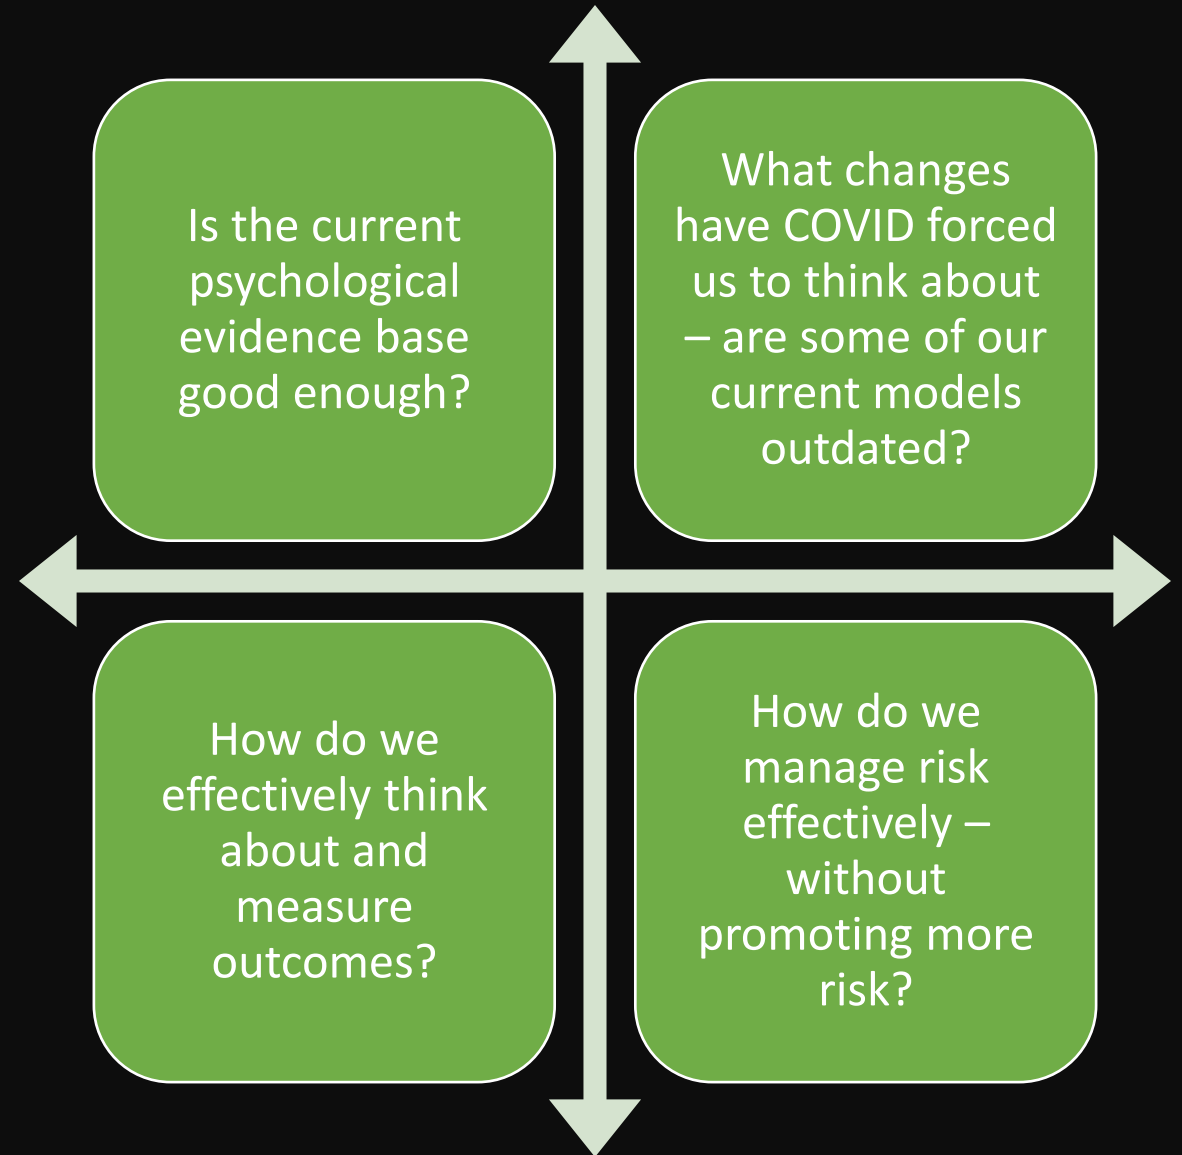 Is the current
psychological
evidence base
good enough?
What changes
have COVID forced
us to think about
– are some of our
current models
outdated?
How do we
effectively think
about and
measure
outcomes?
How do we
manage risk
effectively –
without
promoting more
risk?